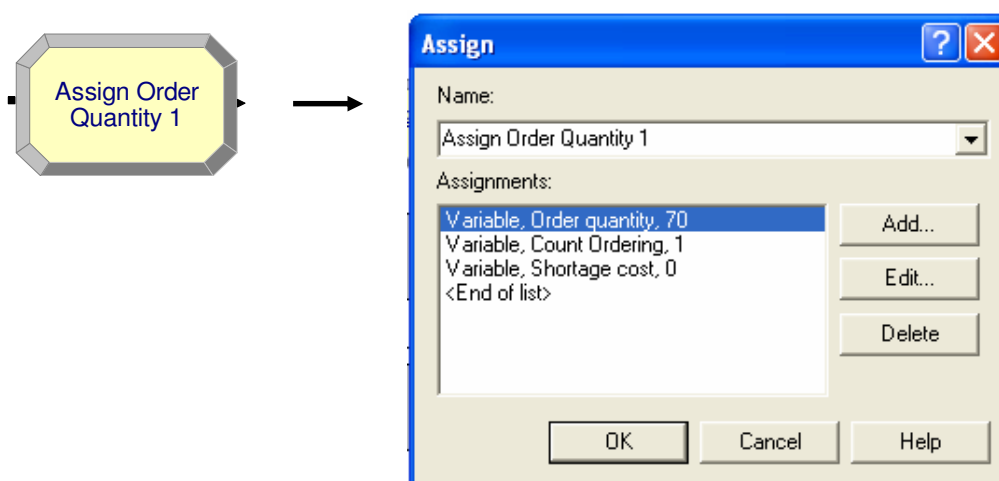 Assign Order
Quantity 1
Assign
?
Name:
Assign Order Quantity 1
Assignments:
Variable, Order quantity, 70
Variable, Count Ordering, 1
Variable, Shortage cost, 0
<End of list>
Add...
Edit...
Delete
OK
Cancel
Help